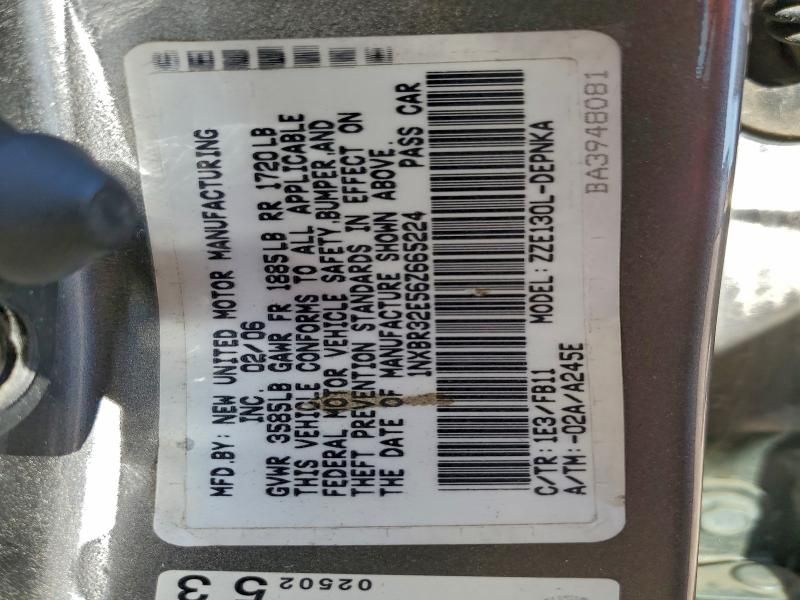 MFD.BY: NEW UNITED MOTOR MANUFACTURING
INC. 02/06
GVWR 3585LB GAWR FR 1885LB RR 1720LB
THIS VEHICLE CONFORMS TO ALL APPLICABLE
FEDERAL MOTOR VEHICLE SAFETY,BUMPER,AND
THEFT PREVENTION STANDARDS IN EFFECT ON
THE DATE OF MANUFACTURE SHOWN ABOVE.
1NXBR32E56Z665224 PASS CAR
C/TR: 1E3/FB11 MODEL: ZZE130L-DEPNKA
A/TM: -02A/A245E
BA3948081
02502
5
3